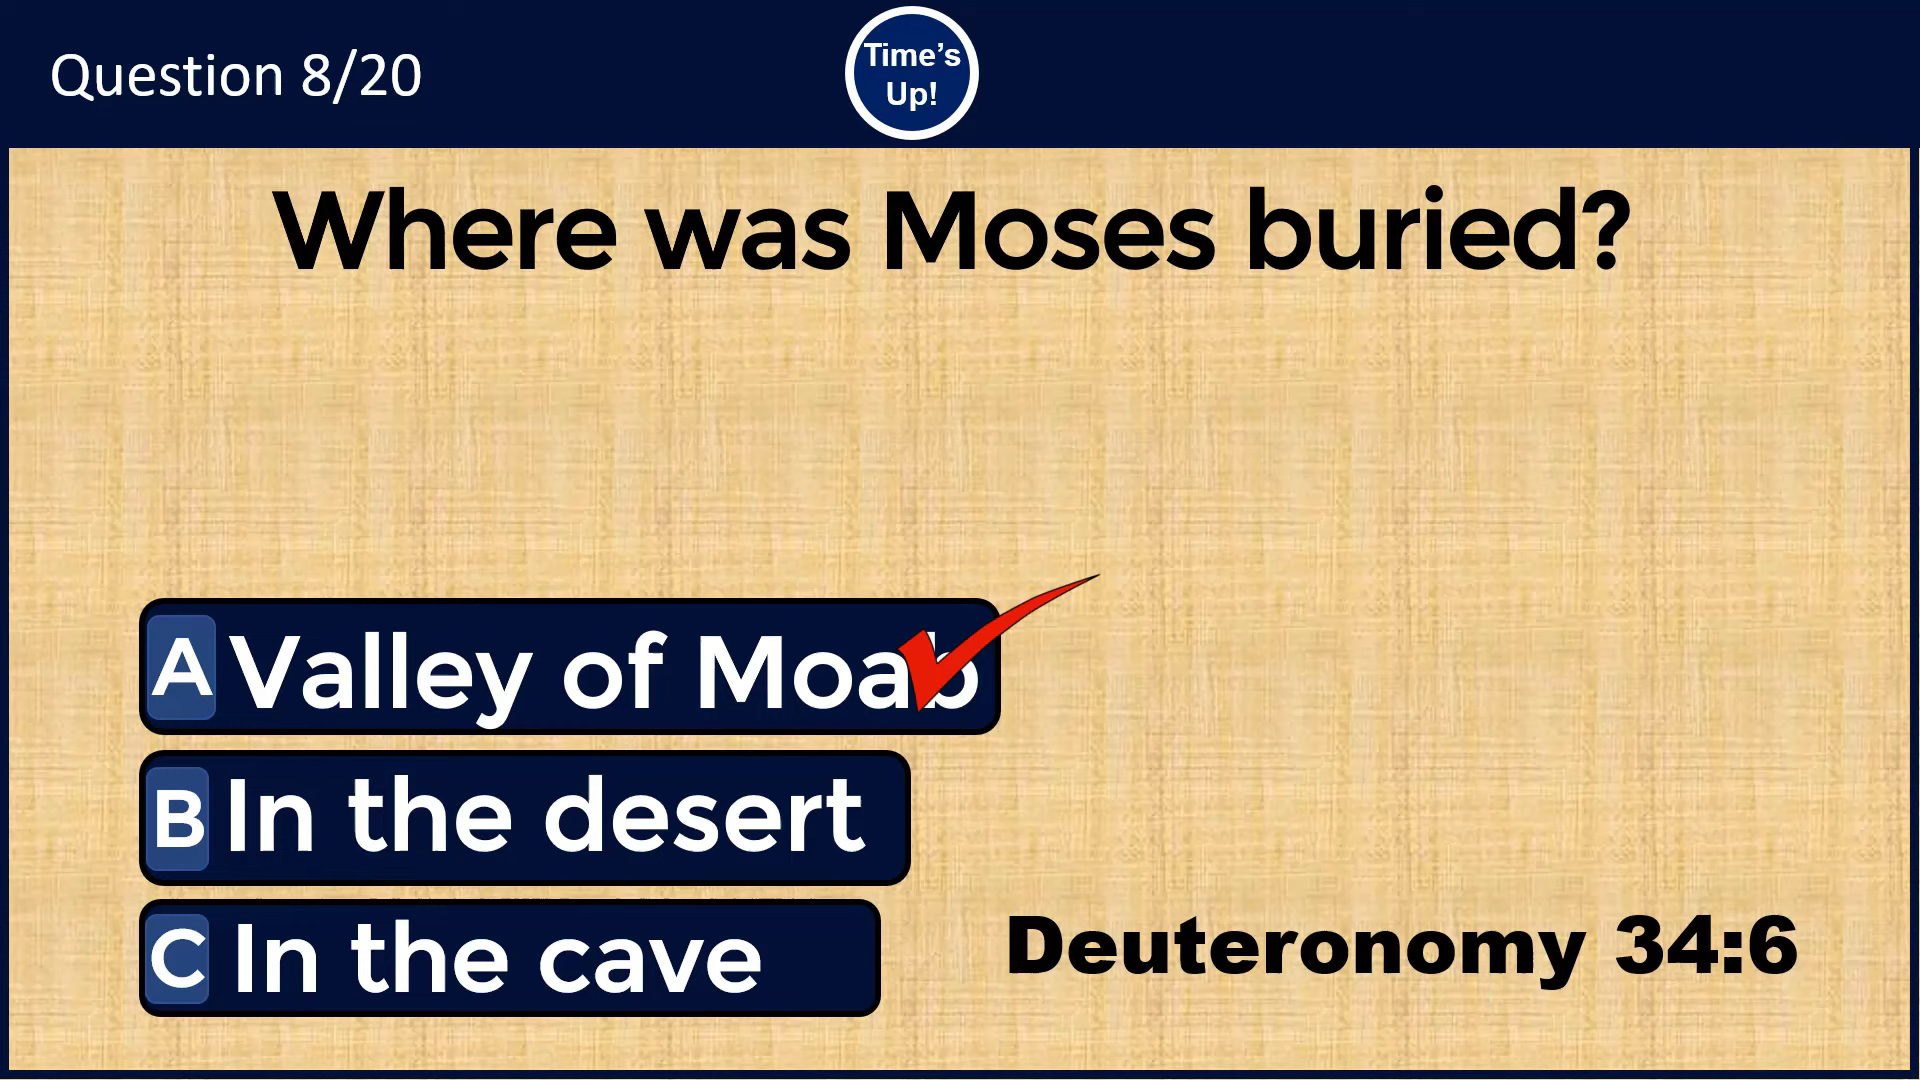 Question 8/20
Time's
Up!
Where was Moses buried?
A Valley of Moab
B In the desert
C In the cave
Deuteronomy 34:6